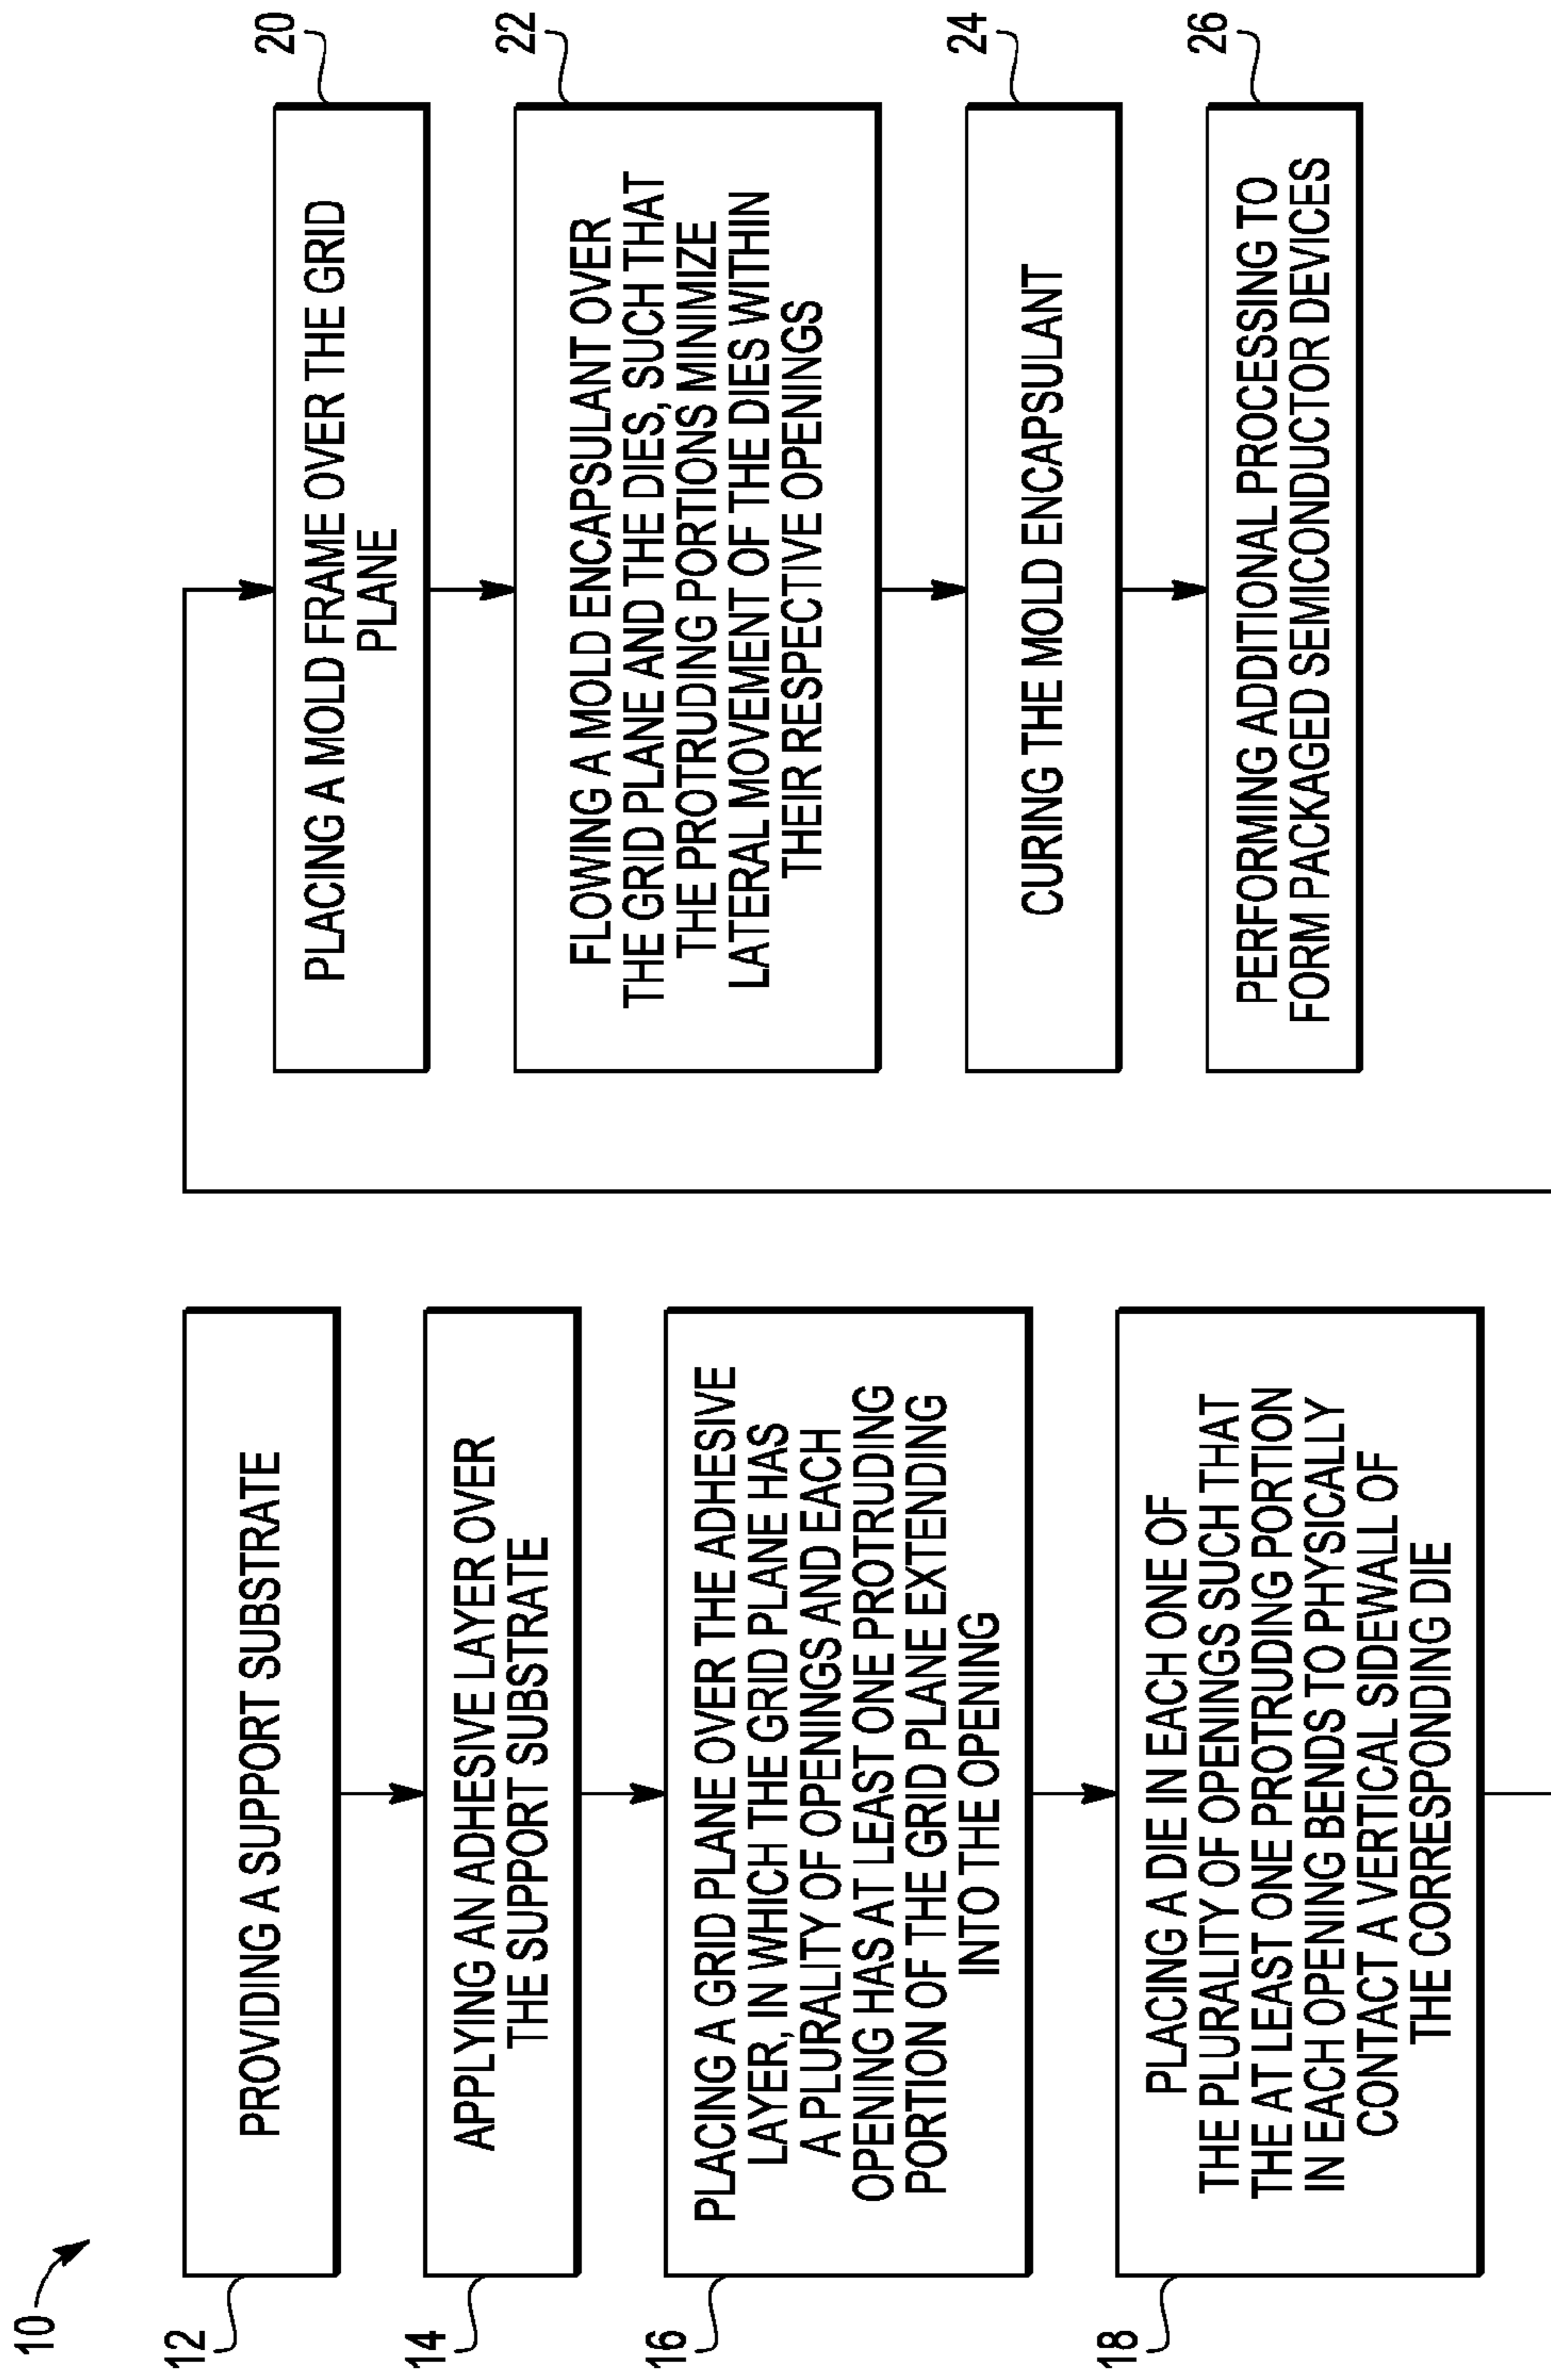 10
12
PROVIDING A SUPPORT SUBSTRATE
14
APPLYING AN ADHESIVE LAYER OVER
THE SUPPORT SUBSTRATE
16
PLACING A GRID PLANE OVER THE ADHESIVE
LAYER, IN WHICH THE GRID PLANE HAS
A PLURALITY OF OPENINGS AND EACH
OPENING HAS AT LEAST ONE PROTRUDING
PORTION OF THE GRID PLANE EXTENDING
INTO THE OPENING
18
PLACING A DIE IN EACH ONE OF
THE PLURALITY OF OPENINGS SUCH THAT
THE AT LEAST ONE PROTRUDING PORTION
IN EACH OPENING BENDS TO PHYSICALLY
CONTACT A VERTICAL SIDEWALL OF
THE CORRESPONDING DIE
20
PLACING A MOLD FRAME OVER THE GRID
PLANE
22
FLOWING A MOLD ENCAPSULANT OVER
THE GRID PLANE AND THE DIES, SUCH THAT
THE PROTRUDING PORTIONS MINIMIZE
LATERAL MOVEMENT OF THE DIES WITHIN
THEIR RESPECTIVE OPENINGS
24
CURING THE MOLD ENCAPSULANT
26
PERFORMING ADDITIONAL PROCESSING TO
FORM PACKAGED SEMICONDUCTOR DEVICES